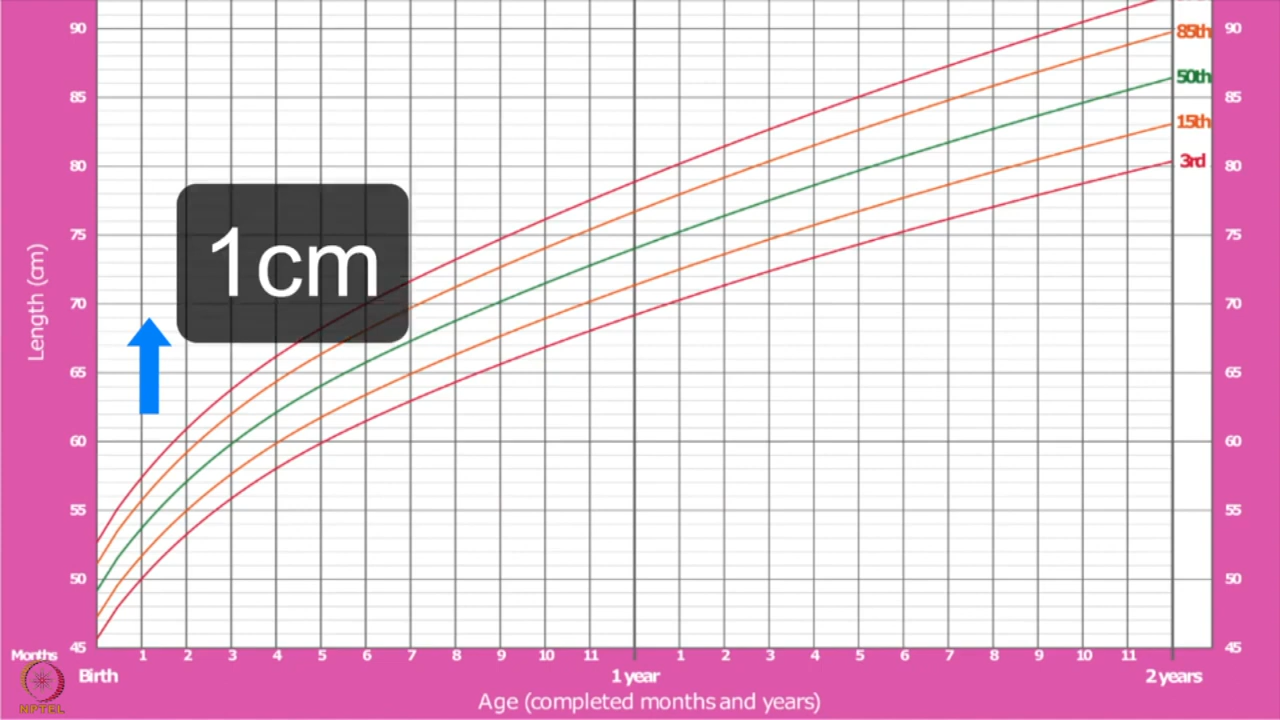 90 90
85th
50th
85 85
15th
3rd
80 80
75 75
1cm
70 70
Length (cm)
65 65
60 60
55 55
50 50
45 45
Months 1 2 3 4 5 6 7 8 9 10 11 1 2 3 4 5 6 7 8 9 10 11
Birth 1 year 2 years
Age (completed months and years)
NPTEL